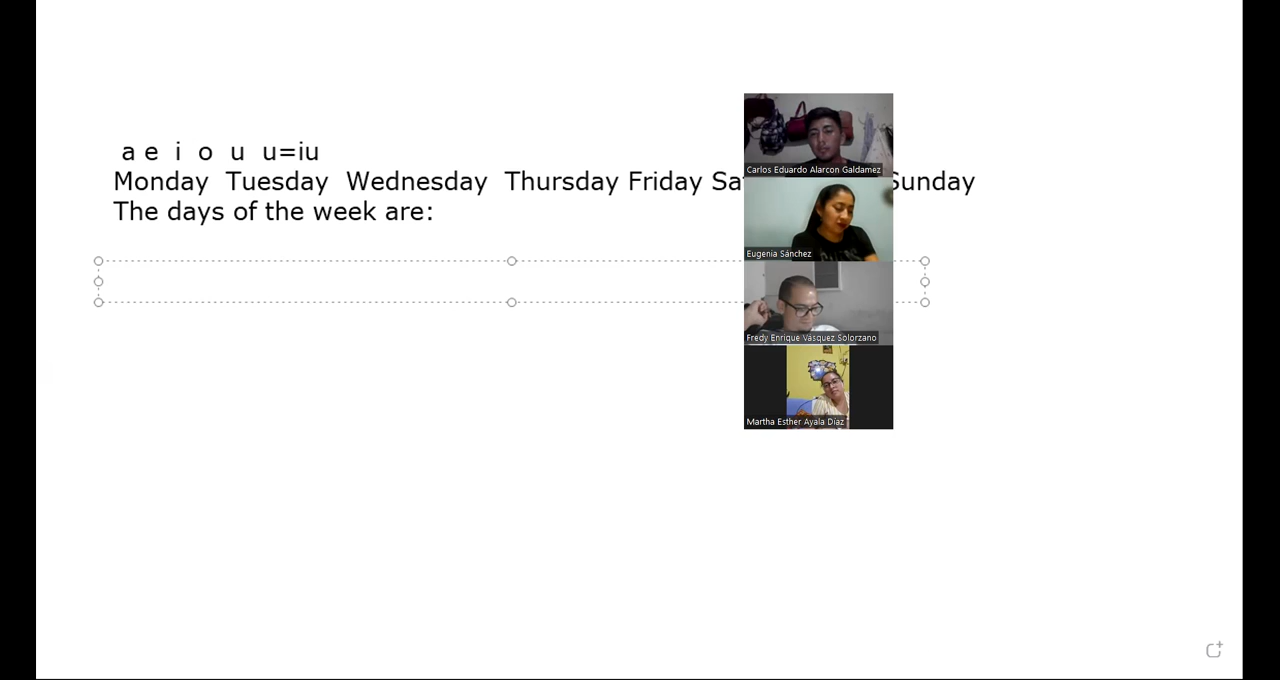 a e i o u u=iu
Monday Tuesday Wednesday Thursday Friday Sunday
The days of the week are:
Carlos Eduardo Alarcon Galdamez
Eugenia Sánchez
Fredy Enrique Vásquez Solorzano
Martha Esther Ayala Díaz